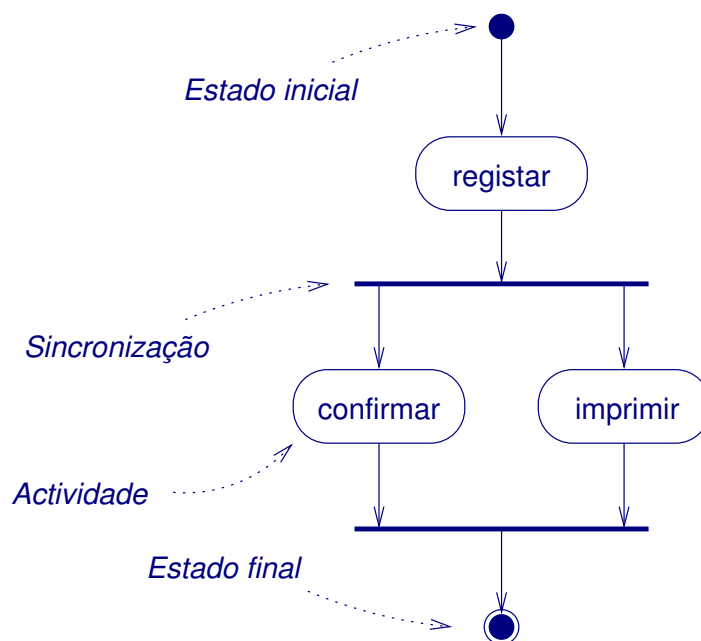 Estado inicial
registar
Sincronização
confirmar
imprimir
Actividade
Estado final